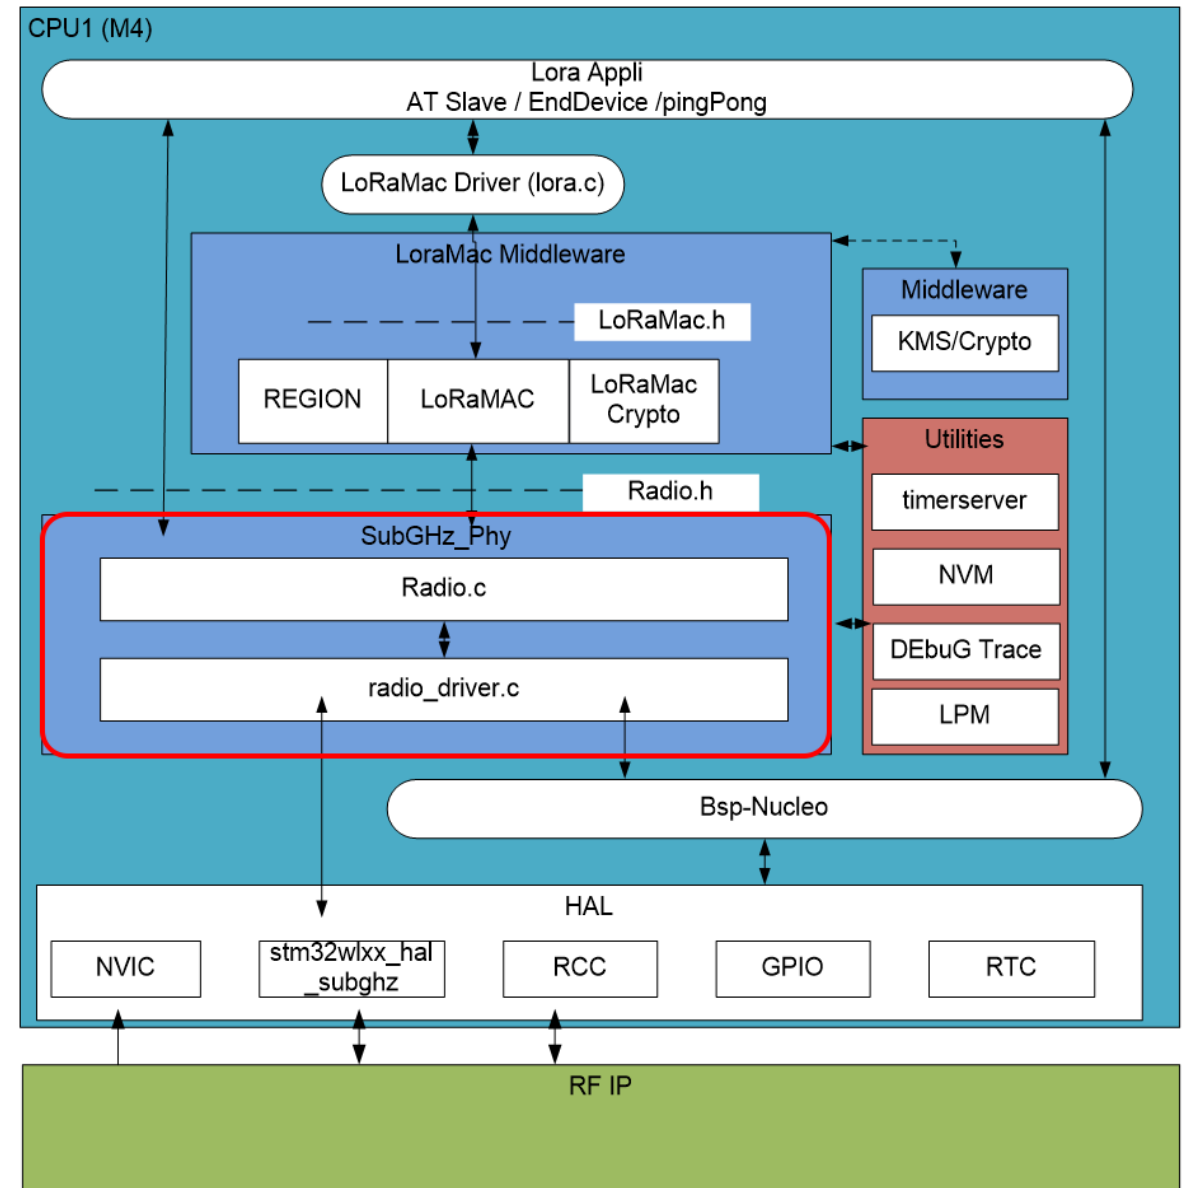 CPU1 (M4)
Lora Appli
AT Slave / EndDevice /pingPong
LoRaMac Driver (lora.c)
LoraMac Middleware
LoRaMac.h
REGION
LoRaMAC
LoRaMac
Crypto
Middleware
KMS/Crypto
Utilities
timerserver
NVM
DEbuG Trace
LPM
Radio.h
SubGHz_Phy
Radio.c
radio_driver.c
Bsp-Nucleo
HAL
NVIC
stm32wlxx_hal
_subghz
RCC
GPIO
RTC
RF IP